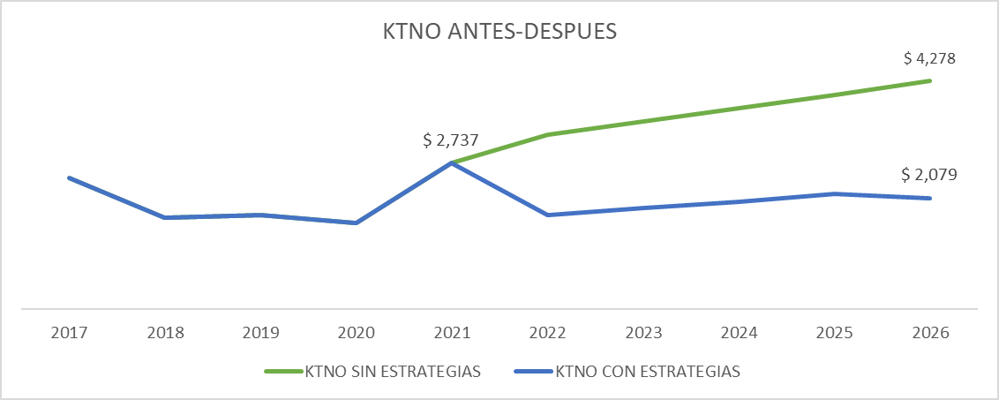 KTNO ANTES-DESPUES
$ 4,278
$ 2,737
$ 2,079
2017 2018 2019 2020 2021 2022 2023 2024 2025 2026
KTNO SIN ESTRATEGIAS KTNO CON ESTRATEGIAS